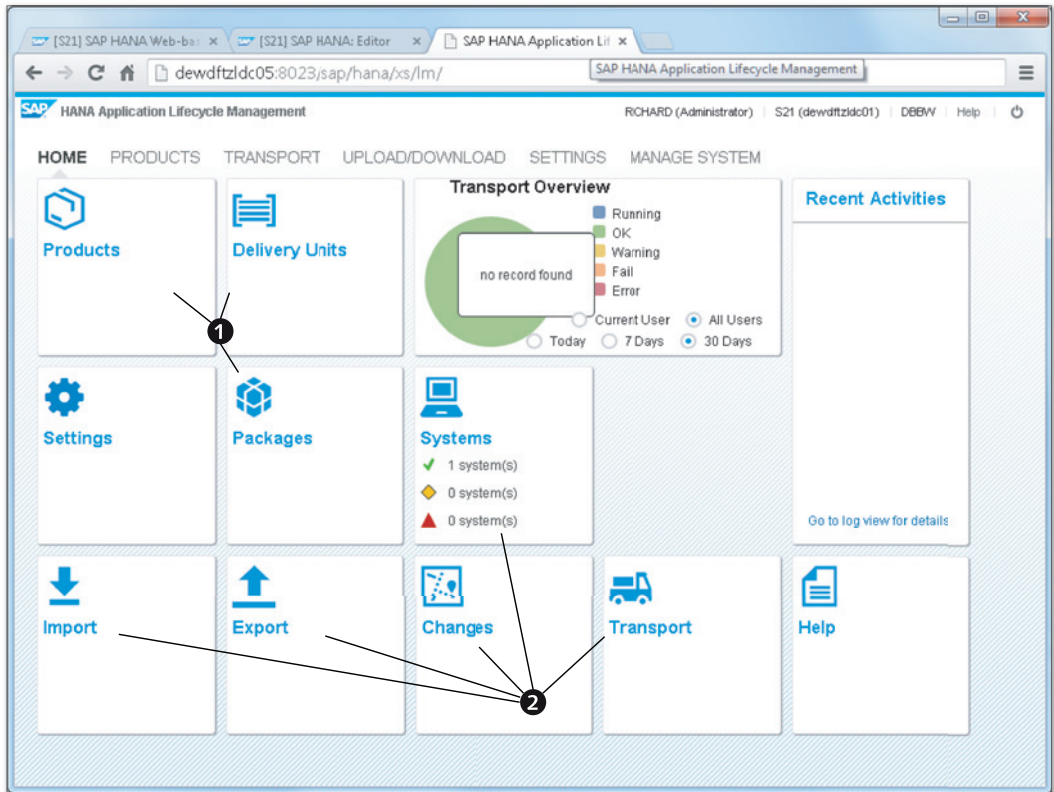 [S21] SAP HANA Web-bas
[S21] SAP HANA: Editor
SAP HANA Application Lif
dewdftzldc05:8023/sap/hana/xs/lm/
SAP HANA Application Lifecycle Management
SAP HANA Application Lifecycle Management
RCHARD (Administrator) S21 (dewdftzldc01) DBBW Help
HOME PRODUCTS TRANSPORT UPLOAD/DOWNLOAD SETTINGS MANAGE SYSTEM
Products
Delivery Units
Transport Overview
no record found
Running
OK
Warning
Fail
Error
Current User All Users
Today 7 Days 30 Days
Recent Activities
1
Settings
Packages
Systems
1 system(s)
0 system(s)
0 system(s)
Go to log view for details
Import
Export
Changes
Transport
Help
2